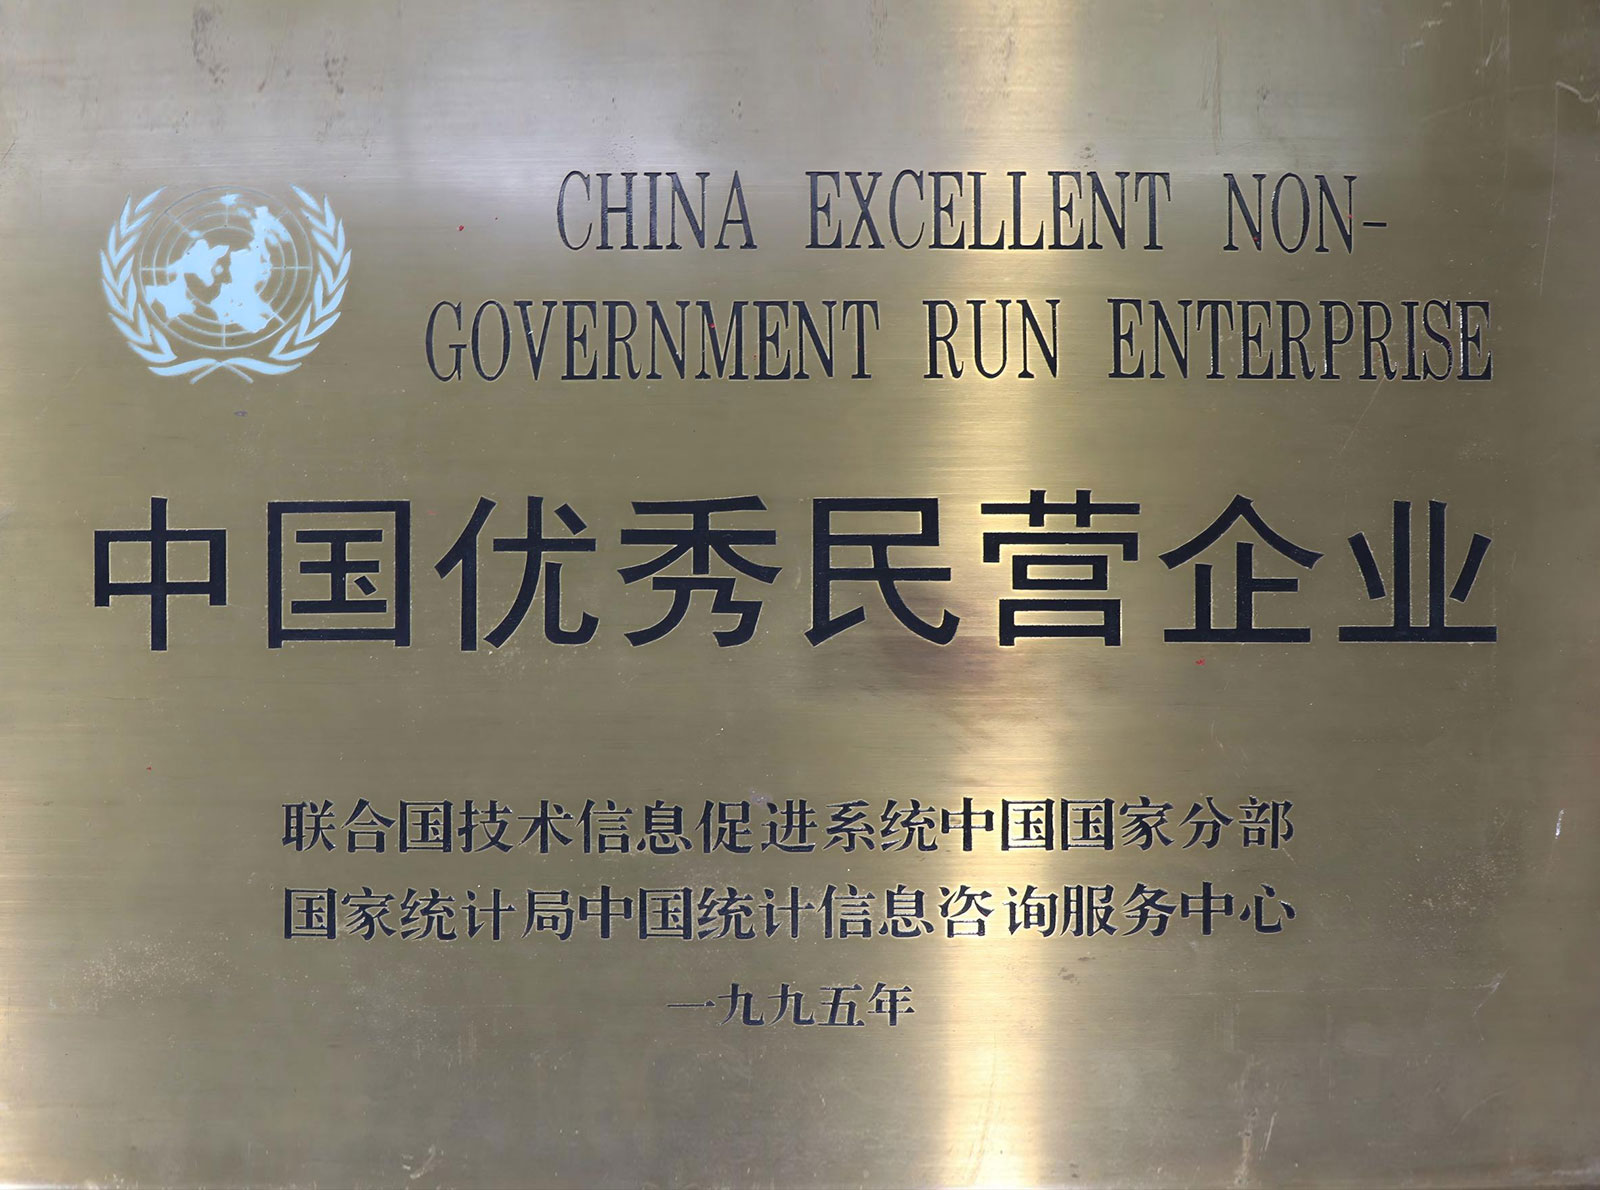 CHINA EXCELLENT NON-
GOVERNMENT RUN ENTERPRISE
中国优秀民营企业
联合国技术信息促进系统中国国家分部
国家统计局中国统计信息咨询服务中心
一九九五年